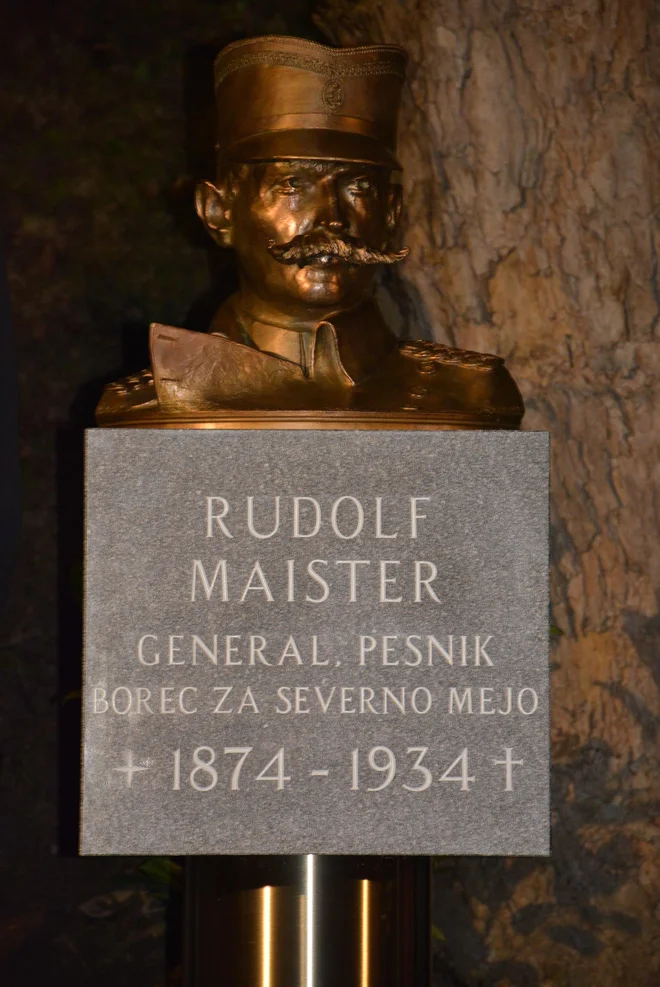 RUDOLF
MAISTER
GENERAL, PESNIK
BOREC ZA SEVERNO MEJO
+ 1874 - 1934 †